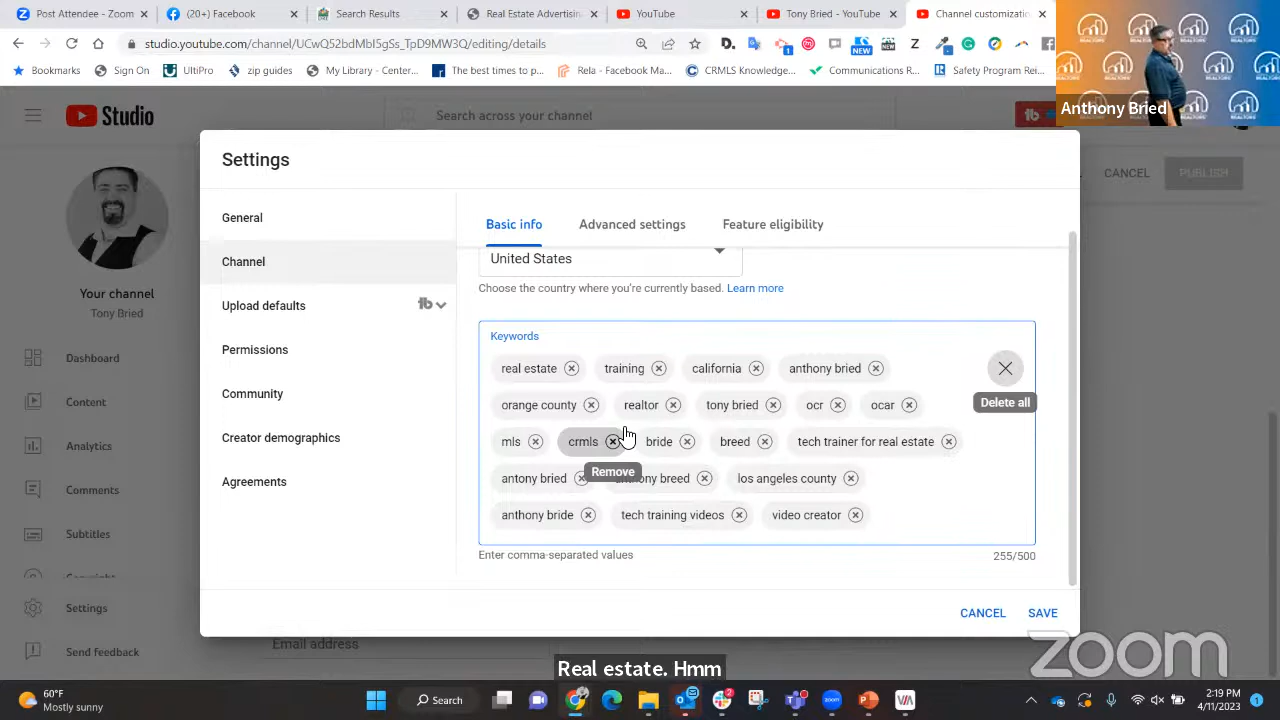 Post Attendee -
(20+) Facebook
Search Results
Real Estate Advertisin
YouTube
Tony Bried - YouTube
Channel customizatio
studio.youtube.com/channel/
/editing/details
Bookmarks
Sign On
UltiPro
zip guides
My Library - Career...
The best times to p...
Rela - Facebook Ma...
CRMLS Knowledge...
Communications R...
Safety Program Rei
NEW
NEW
Anthony Bried
Studio
Search across your channel
CANCEL
PUBLISH
Settings
General
Channel
Upload defaults
Permissions
Community
Creator demographics
Agreements
Basic info
Advanced settings
Feature eligibility
United States
Choose the country where you're currently based. Learn more
Keywords
real estate
training
california
anthony bried
Delete all
orange county
realtor
tony bried
ocr
ocar
mls
crmls
bride
breed
tech trainer for real estate
Remove
antony bried
thony breed
los angeles county
anthony bride
tech training videos
video creator
Enter comma-separated values
255/500
CANCEL
SAVE
Your channel
Tony Bried
Dashboard
Content
Analytics
Comments
Subtitles
Settings
Send feedback
Email address
Real estate. Hmm
zoom
60°F
Mostly sunny
Search
2:19 PM
4/11/2023